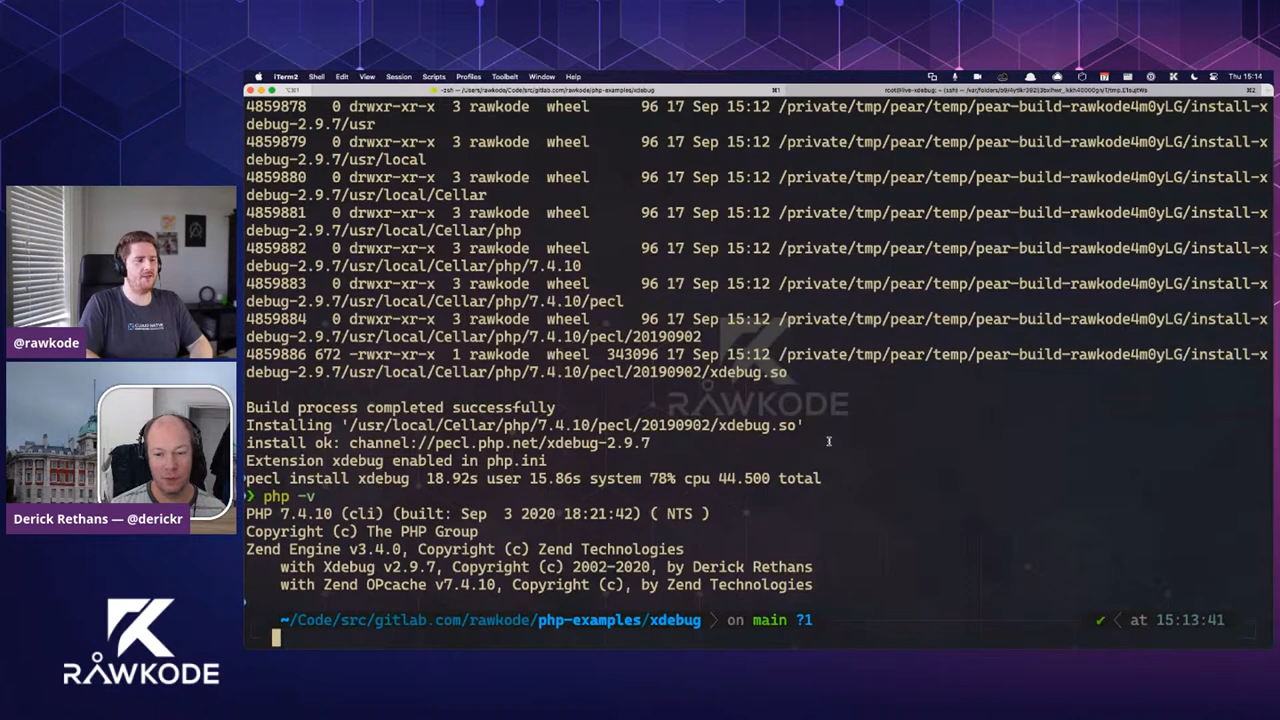 iTerm2 Shell Edit View Session Scripts Profiles Toolbelt Window Help Thu 15:14
4859878 0 drwxr-xr-x 3 rawkode wheel 96 17 Sep 15:12 /private/tmp/pear/temp/pear-build-rawkode4m0yLG/install-x
debug-2.9.7/usr
4859879 0 drwxr-xr-x 3 rawkode wheel 96 17 Sep 15:12 /private/tmp/pear/temp/pear-build-rawkode4m0yLG/install-x
debug-2.9.7/usr/local
4859880 0 drwxr-xr-x 3 rawkode wheel 96 17 Sep 15:12 /private/tmp/pear/temp/pear-build-rawkode4m0yLG/install-x
debug-2.9.7/usr/local/Cellar
4859881 0 drwxr-xr-x 3 rawkode wheel 96 17 Sep 15:12 /private/tmp/pear/temp/pear-build-rawkode4m0yLG/install-x
debug-2.9.7/usr/local/Cellar/php
4859882 0 drwxr-xr-x 3 rawkode wheel 96 17 Sep 15:12 /private/tmp/pear/temp/pear-build-rawkode4m0yLG/install-x
debug-2.9.7/usr/local/Cellar/php/7.4.10
4859883 0 drwxr-xr-x 3 rawkode wheel 96 17 Sep 15:12 /private/tmp/pear/temp/pear-build-rawkode4m0yLG/install-x
debug-2.9.7/usr/local/Cellar/php/7.4.10/pecl
4859884 0 drwxr-xr-x 3 rawkode wheel 96 17 Sep 15:12 /private/tmp/pear/temp/pear-build-rawkode4m0yLG/install-x
debug-2.9.7/usr/local/Cellar/php/7.4.10/pecl/20190902
4859886 672 -rwxr-xr-x 1 rawkode wheel 343096 17 Sep 15:12 /private/tmp/pear/temp/pear-build-rawkode4m0yLG/install-x
debug-2.9.7/usr/local/Cellar/php/7.4.10/pecl/20190902/xdebug.so
RAWKODE
Build process completed successfully
Installing '/usr/local/Cellar/php/7.4.10/pecl/20190902/xdebug.so'
install ok: channel://pecl.php.net/xdebug-2.9.7
Extension xdebug enabled in php.ini
pecl install xdebug 18.92s user 15.86s system 78% cpu 44.500 total
❯ php -v
PHP 7.4.10 (cli) (built: Sep 3 2020 18:21:42) ( NTS )
Copyright (c) The PHP Group
Zend Engine v3.4.0, Copyright (c) Zend Technologies
with Xdebug v2.9.7, Copyright (c) 2002-2020, by Derick Rethans
with Zend OPcache v7.4.10, Copyright (c), by Zend Technologies
~/Code/src/gitlab.com/rawkode/php-examples/xdebug on main ?1 ✔ at 15:13:41
@rawkode
Derick Rethans — @derickr
RÅWKODE